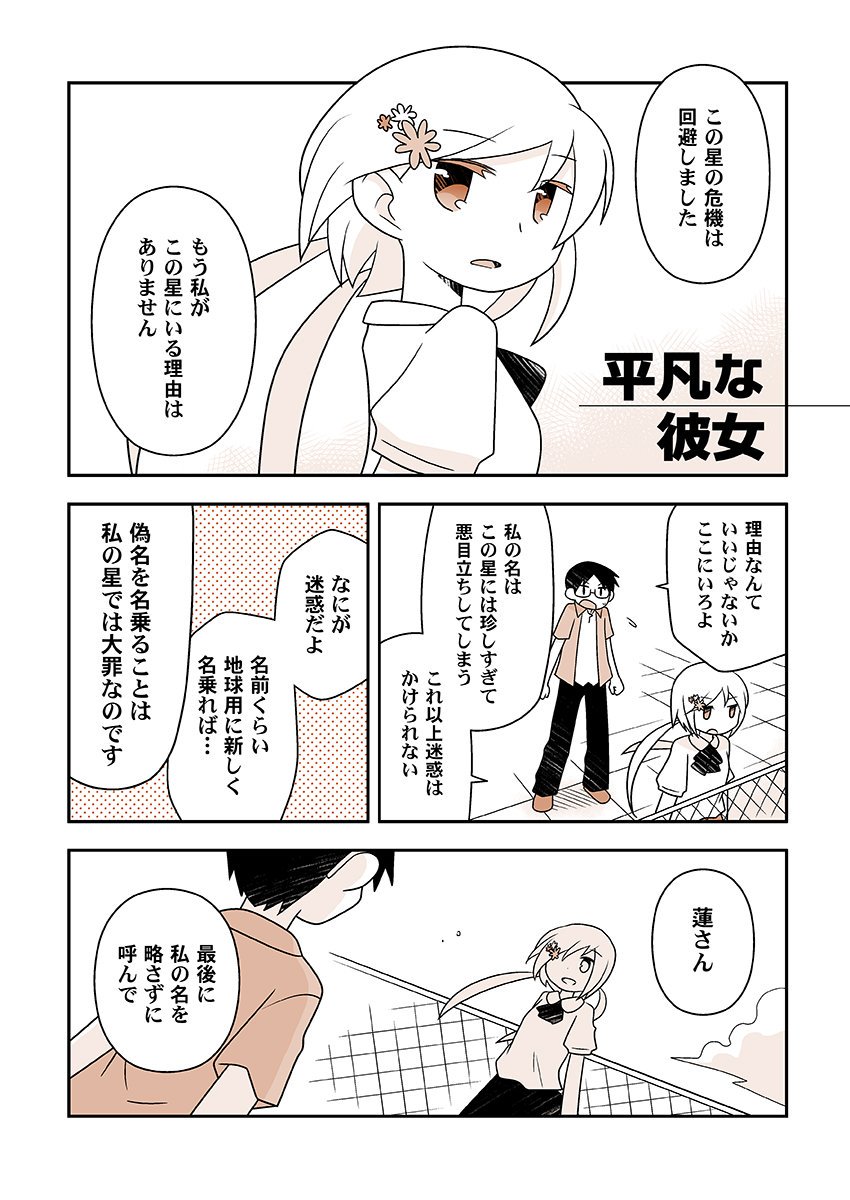 この星の危機は
回避しました
もう私が
この星にいる理由は
ありません
平凡な
彼女
理由なんて
いいじゃないか
ここにいろよ
私の名は
この星には珍しすぎて
悪目立ちしてしまう
これ以上迷惑は
かけられない
なにが
迷惑だよ
名前くらい
地球用に新しく
名乗れば…
偽名を名乗ることは
私の星では大罪なのです
蓮さん
最後に
私の名を
略さずに
呼んで